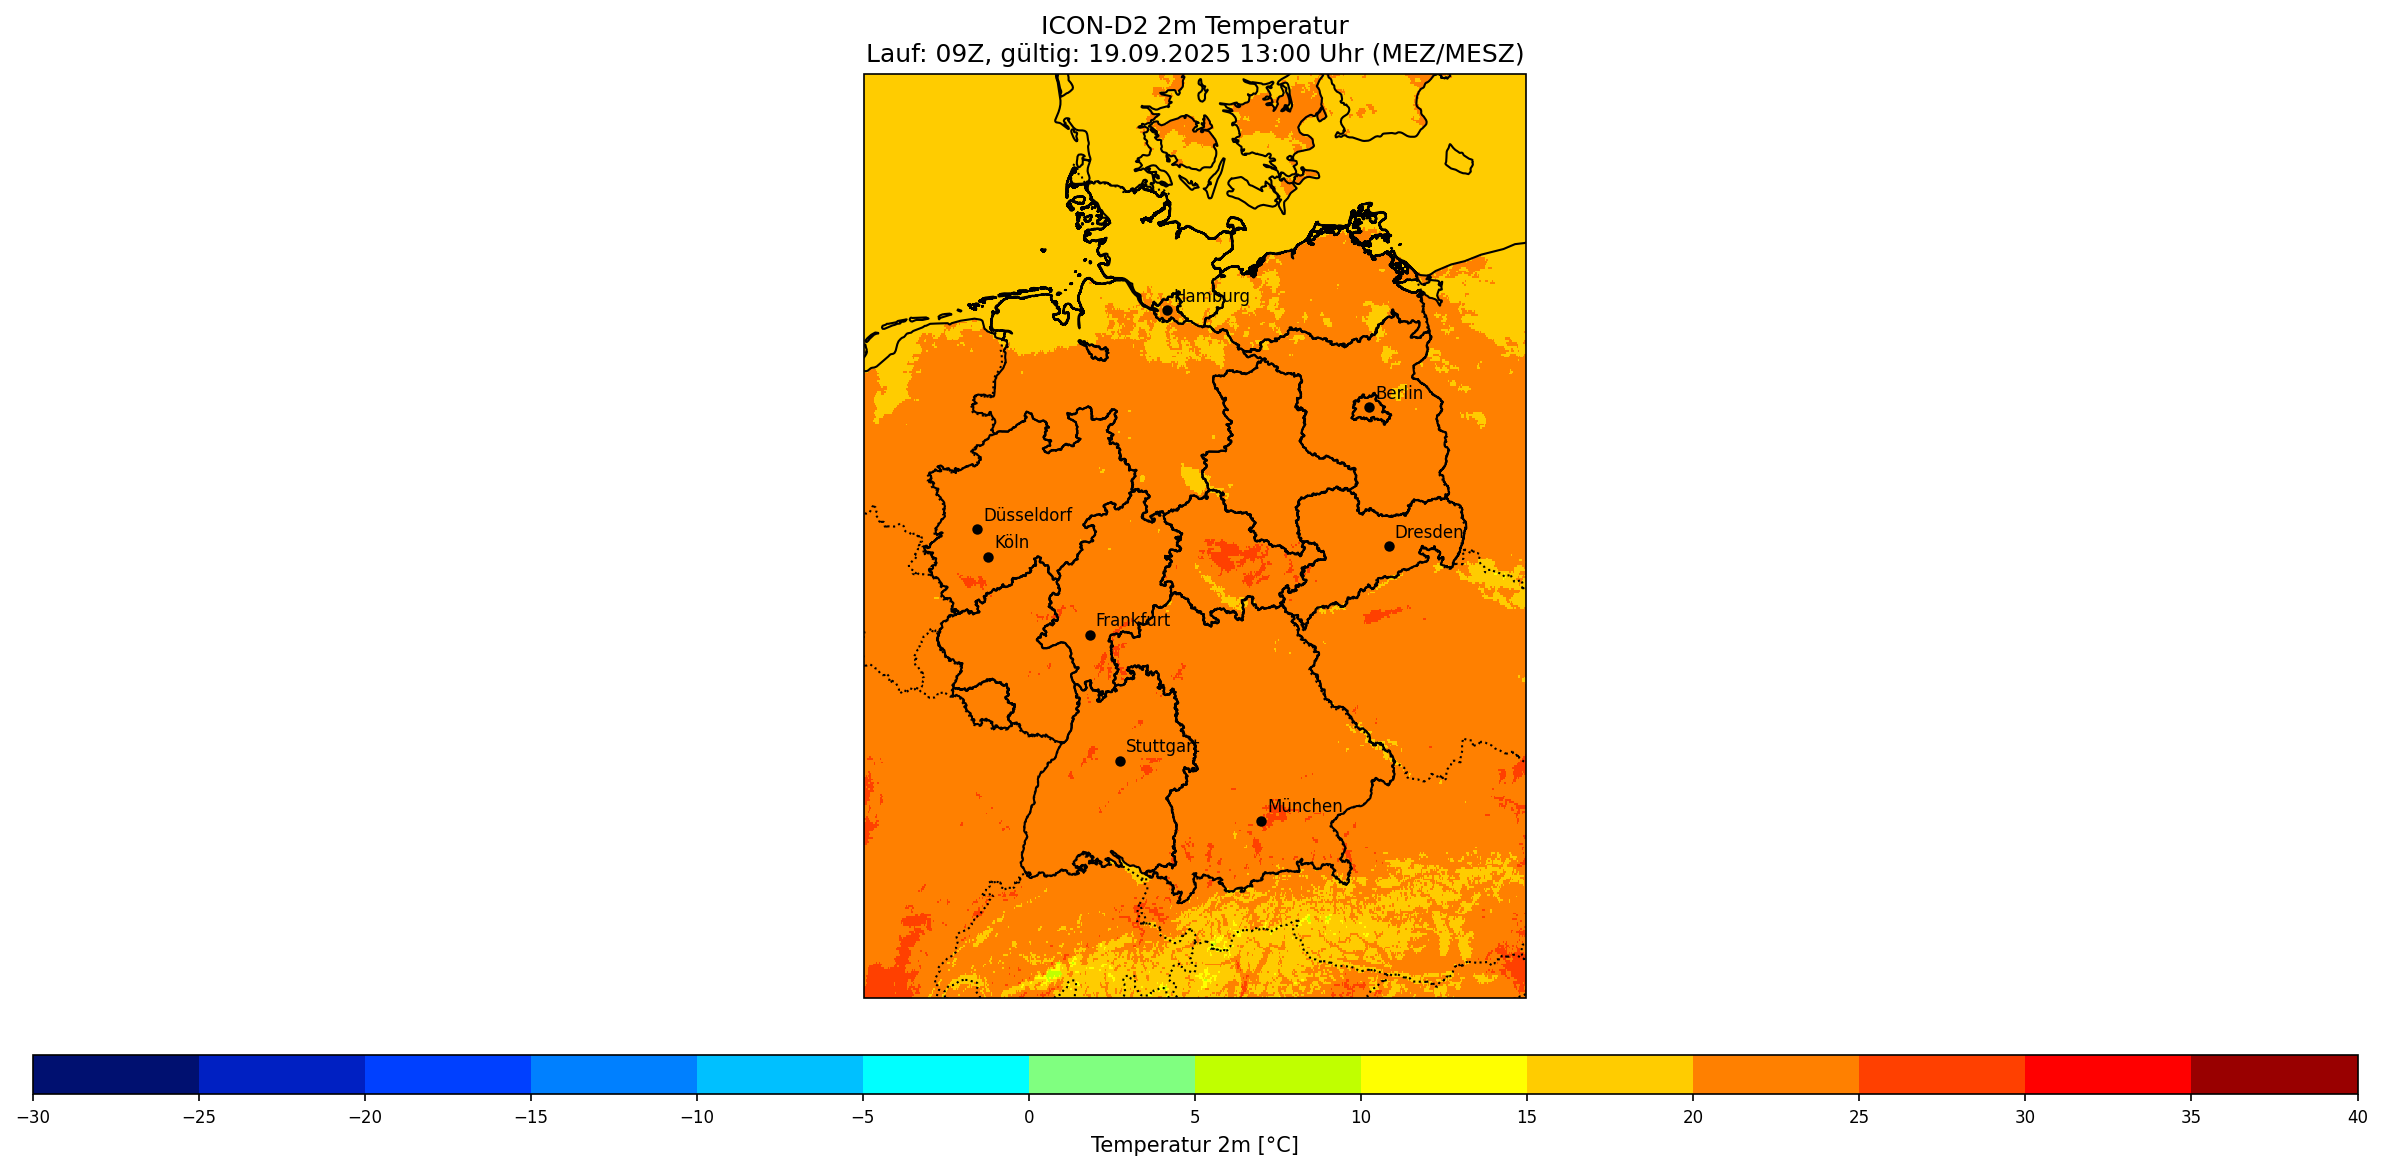 ICON-D2 2m Temperatur
Lauf: 09Z, gültig: 19.09.2025 13:00 Uhr (MEZ/MESZ)
Hamburg
Berlin
Düsseldorf
Köln
Dresden
Frankfurt
Stuttgart
München
−30 −25 −20 −15 −10 −5 0 5 10 15 20 25 30 35 40
Temperatur 2m [°C]